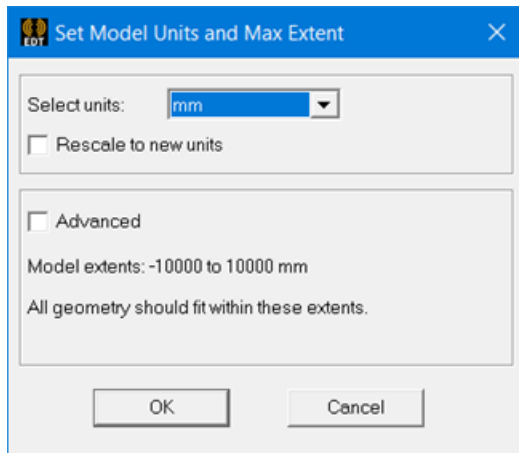 EDT Set Model Units and Max Extent
Select units: mm
Rescale to new units
Advanced
Model extents: -10000 to 10000 mm
All geometry should fit within these extents.
OK Cancel